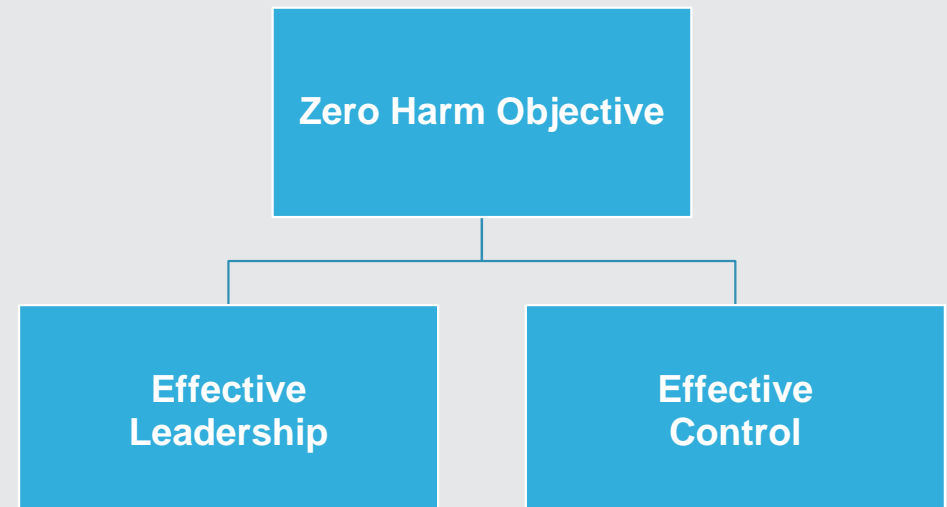 Zero Harm Objective
Effective
Leadership
Effective
Control